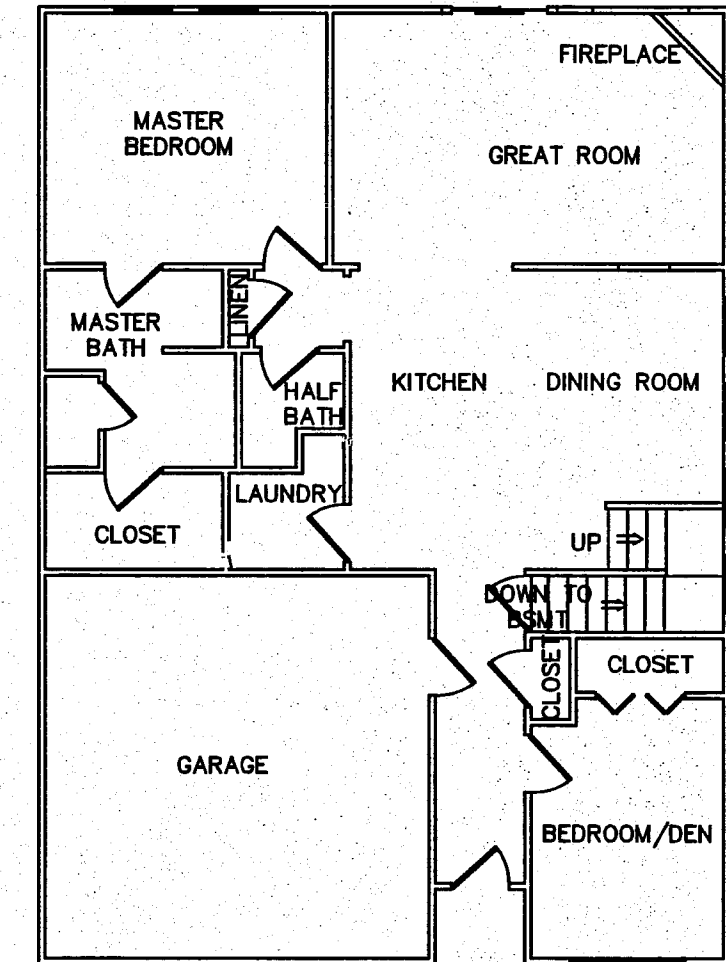 FIREPLACE
MASTER
BEDROOM
GREAT ROOM
LINEN
MASTER
BATH
HALF
BATH
KITCHEN
DINING ROOM
LAUNDRY
CLOSET
UP
DOWN TO
BSMT
CLOSET
CLOSET
GARAGE
BEDROOM/DEN